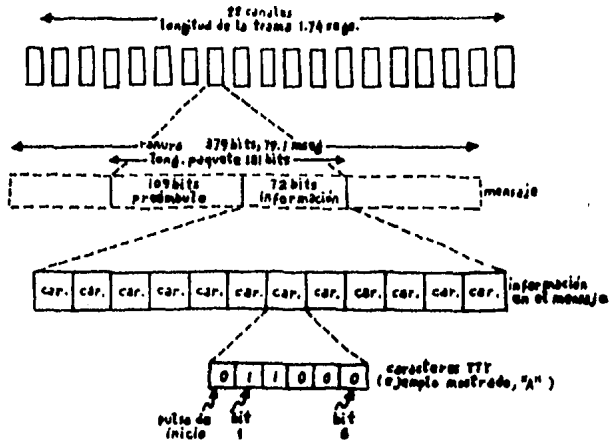 22 canales
longitud de la trama 1.74 segs.
ranura 379 bits, 79.1 mseg
long. paquete 181 bits
109 bits
preámbulo
72 bits
información
mensaje
car. car. car. car. car. car. car. car. car. car. car. car.
información
en el mensaje
0 1 1 0 0 0
caracteres TTY
(ejemplo mostrado, "A")
pulso de
inicio
bit
1
bit
6